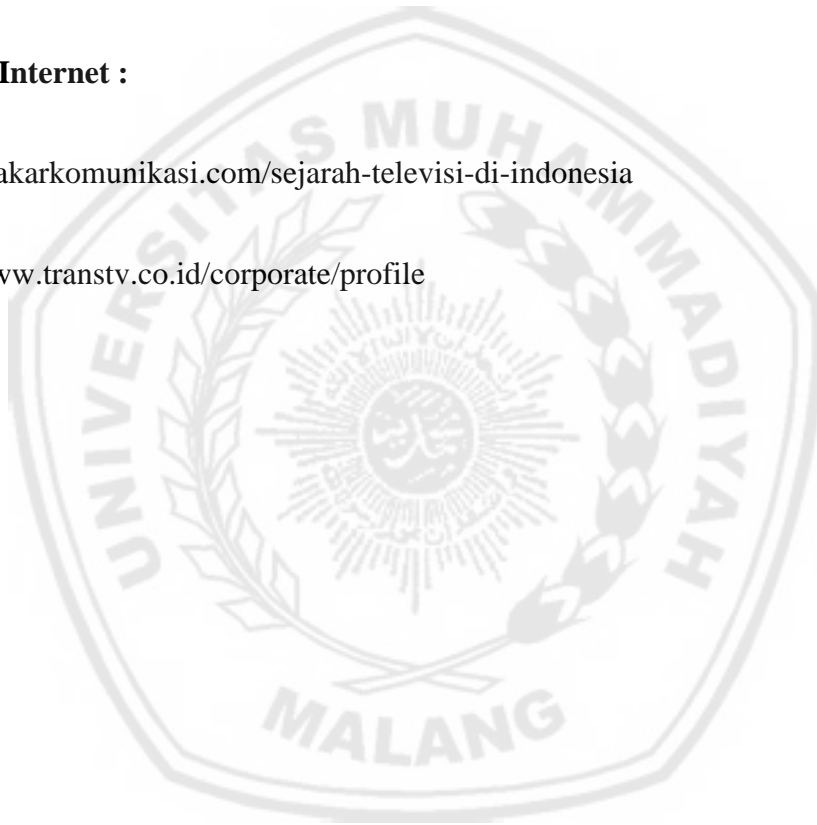 Internet :
akarkomunikasi.com/sejarah-televisi-di-indonesia
ww.transtv.co.id/corporate/profile
UNIVERSITAS MUHAMMADIYAH
MALANG